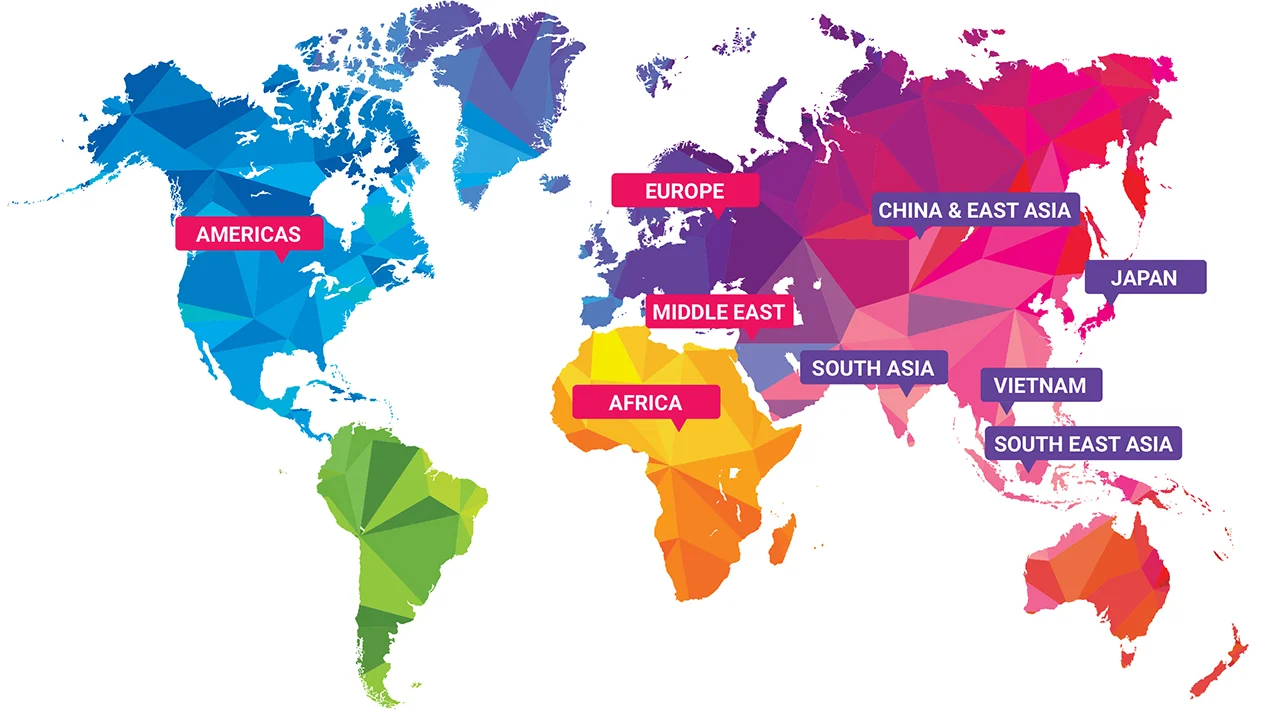 EUROPE
CHINA & EAST ASIA
AMERICAS
JAPAN
MIDDLE EAST
SOUTH ASIA
VIETNAM
AFRICA
SOUTH EAST ASIA